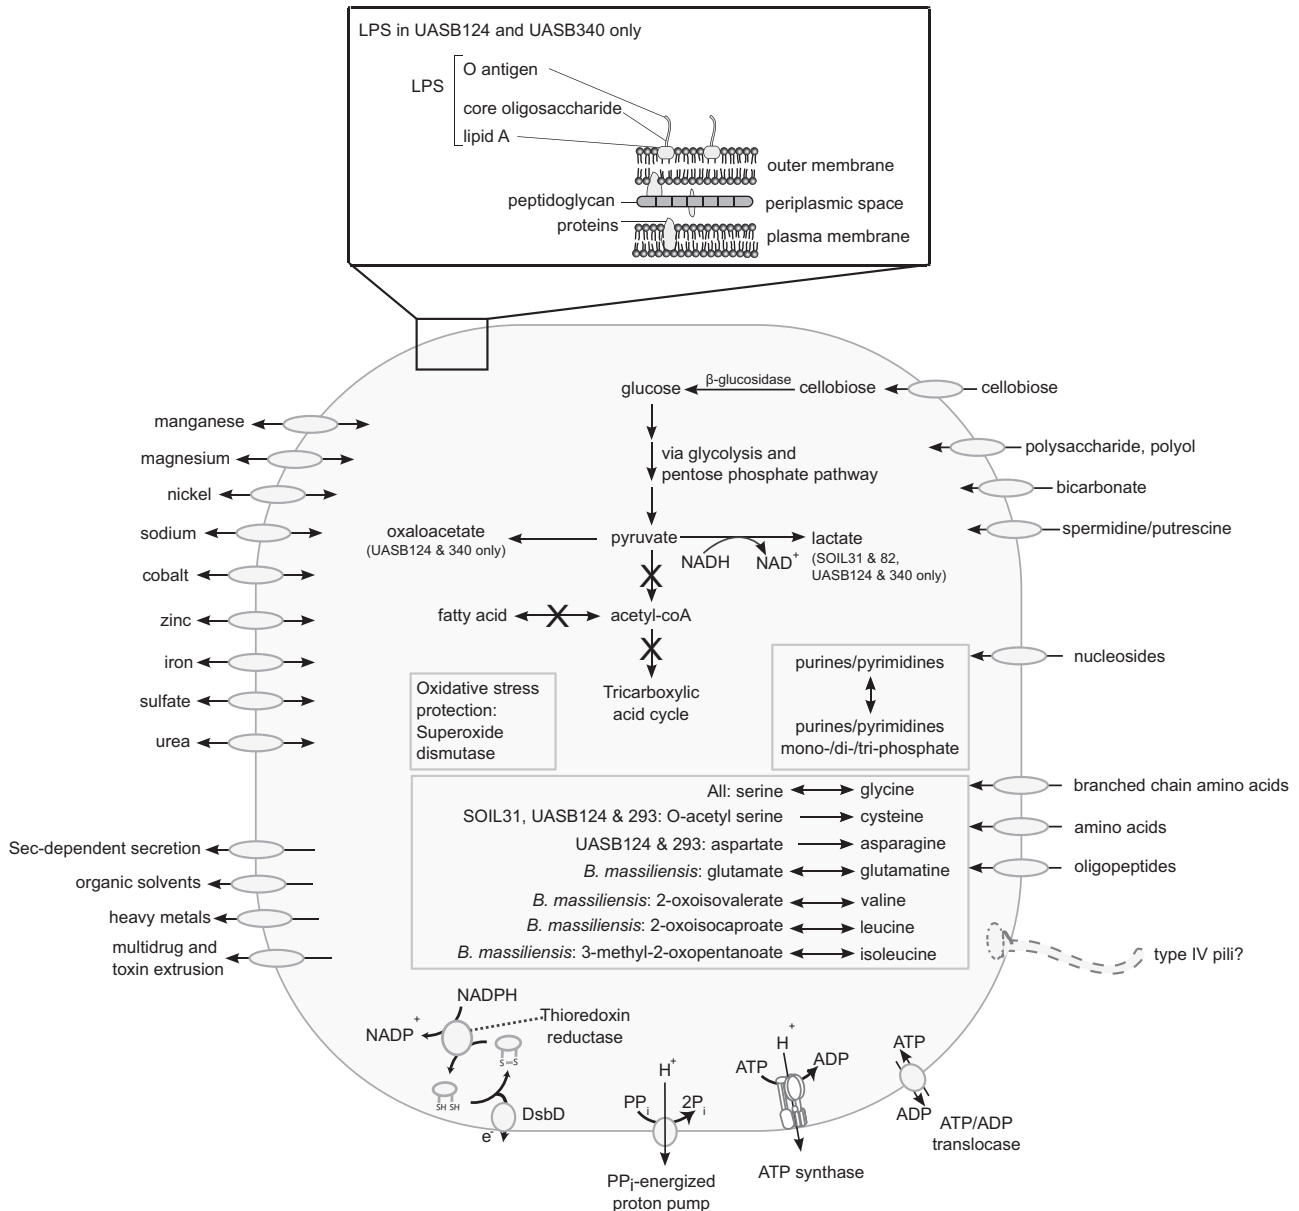 LPS in UASB124 and UASB340 only
LPS
O antigen
core oligosaccharide
lipid A
outer membrane
peptidoglycan
periplasmic space
proteins
plasma membrane
glucose
β-glucosidase
cellobiose
cellobiose
manganese
magnesium
nickel
sodium
cobalt
zinc
iron
sulfate
urea
Sec-dependent secretion
organic solvents
heavy metals
multidrug and
toxin extrusion
via glycolysis and
pentose phosphate pathway
oxaloacetate
(UASB124 & 340 only)
pyruvate
NADH
NAD+
lactate
(SOIL31 & 82,
UASB124 & 340 only)
fatty acid
acetyl-coA
Tricarboxylic
acid cycle
Oxidative stress
protection:
Superoxide
dismutase
purines/pyrimidines
purines/pyrimidines
mono-/di-/tri-phosphate
polysaccharide, polyol
bicarbonate
spermidine/putrescine
nucleosides
branched chain amino acids
amino acids
oligopeptides
type IV pili?
All: serine glycine
SOIL31, UASB124 & 293: O-acetyl serine cysteine
UASB124 & 293: aspartate asparagine
B. massiliensis: glutamate glutamatine
B. massiliensis: 2-oxoisovalerate valine
B. massiliensis: 2-oxoisocaproate leucine
B. massiliensis: 3-methyl-2-oxopentanoate isoleucine
NADPH
NADP+
Thioredoxin
reductase
S=S
SH SH
DsbD
e-
H+
PPi
2Pi
PPi-energized
proton pump
H+
ATP
ADP
ATP synthase
ATP
ADP
ATP/ADP
translocase